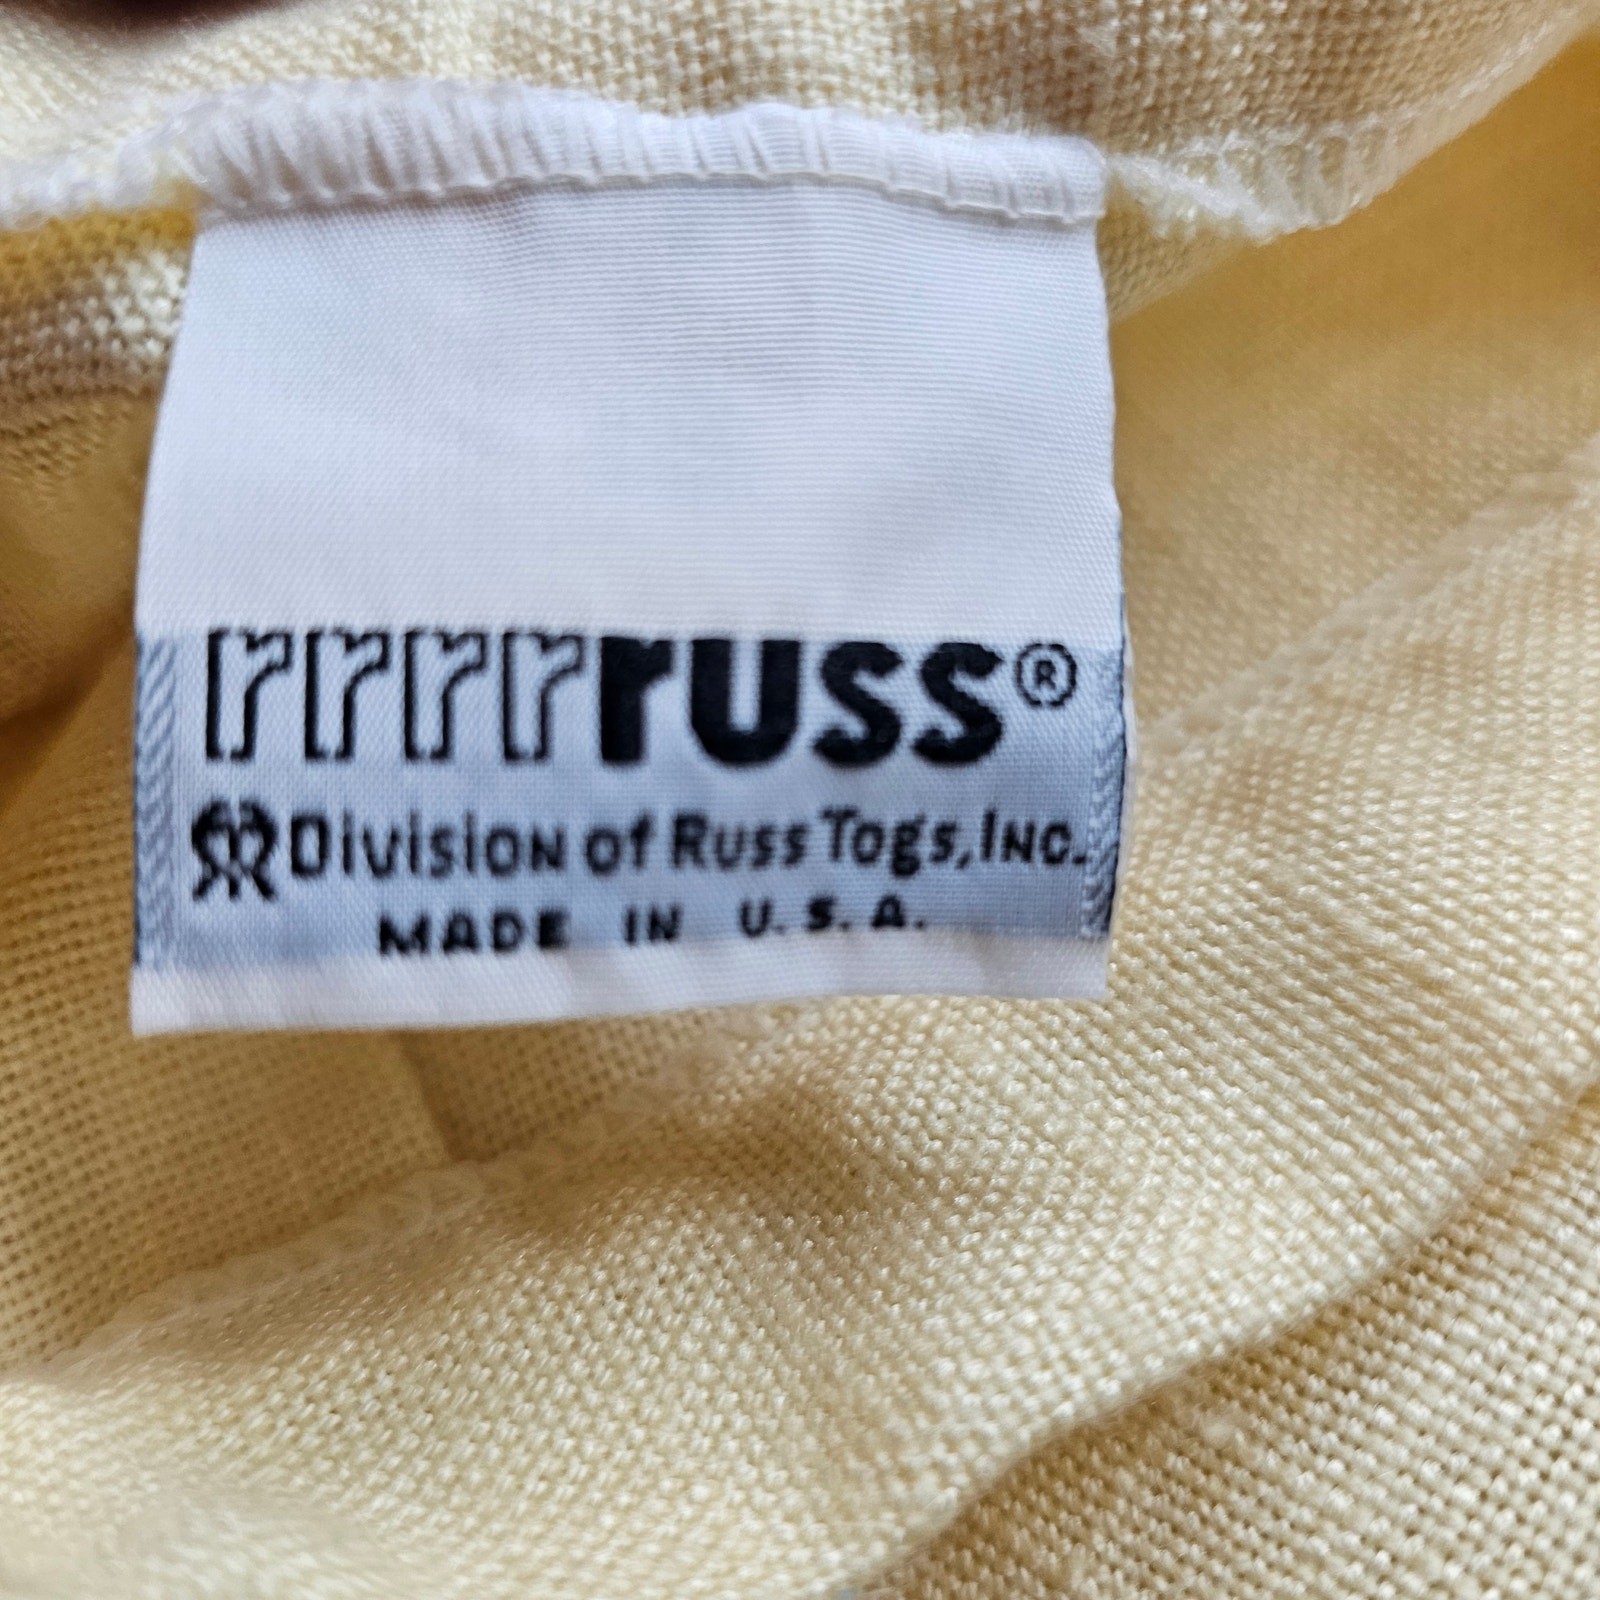 rrrrruss®
Division of Russ Togs, Inc.
MADE IN U.S.A.